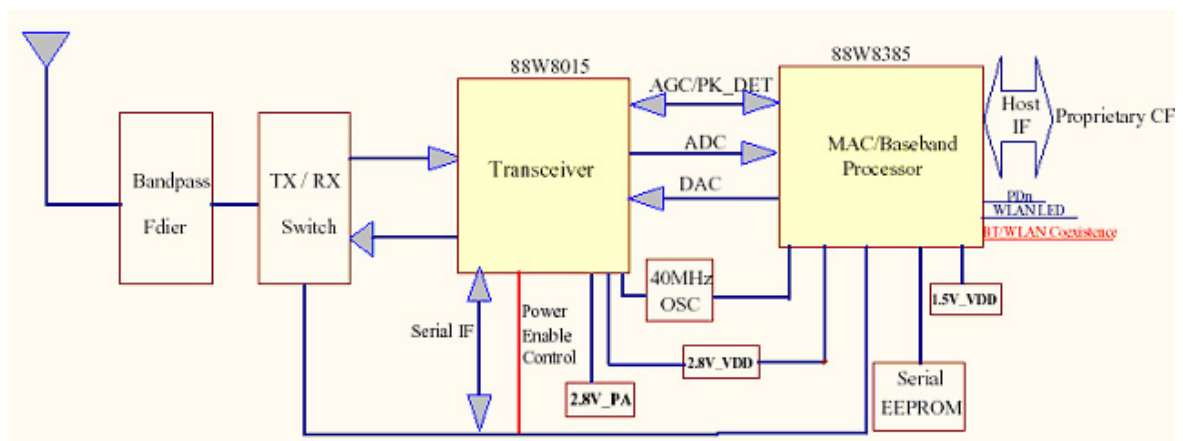 88W8015
88W8385
AGC/PK_DET
Host
IF
Proprietary CF
Bandpass
Fdier
TX / RX
Switch
Transceiver
ADC
DAC
MAC/Baseband
Processor
PDn
WLAN LED
BT/WLAN Coexistence
40MHz
OSC
1.5V_VDD
Serial IF
Power
Enable
Control
2.8V_VDD
2.8V_PA
Serial
EEPROM